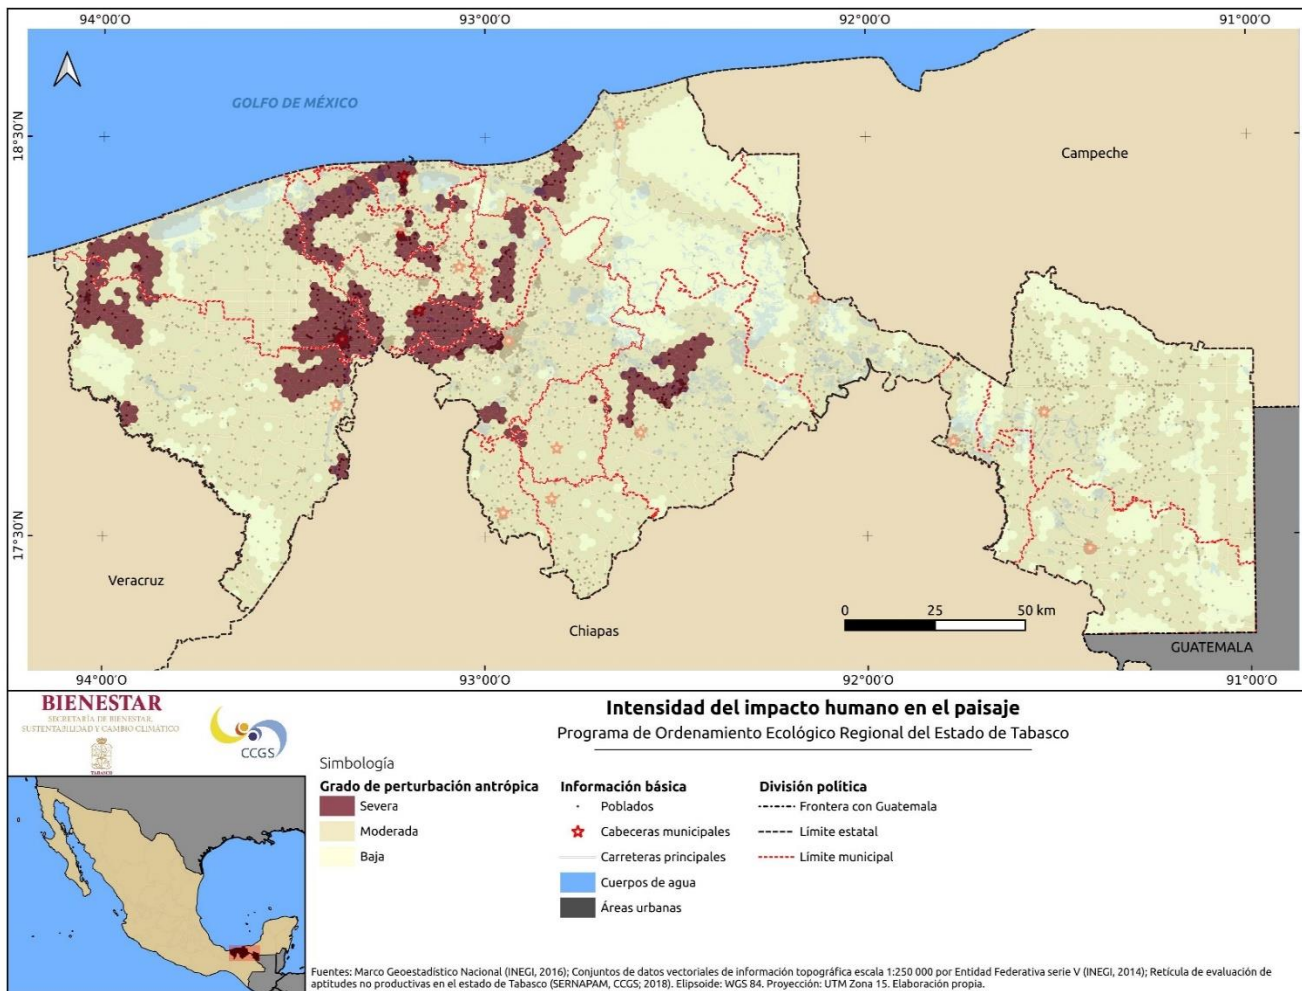 94°00'O 93°00'O 92°00'O 91°00'O
GOLFO DE MÉXICO
18°30'N
18°30'N
Campeche
17°30'N
17°30'N
Veracruz
Chiapas
0 25 50 km
GUATEMALA
94°00'O 93°00'O 92°00'O 91°00'O
BIENESTAR
SECRETARÍA DE BIENESTAR,
SUSTENTABILIDAD Y CAMBIO CLIMÁTICO
TABASCO
CCGS
Intensidad del impacto humano en el paisaje
Programa de Ordenamiento Ecológico Regional del Estado de Tabasco
Simbología
Grado de perturbación antrópica
Severa
Moderada
Baja
Información básica
Poblados
Cabeceras municipales
Carreteras principales
Cuerpos de agua
Áreas urbanas
División política
Frontera con Guatemala
Límite estatal
Límite municipal
Fuentes: Marco Geoestadístico Nacional (INEGI, 2016); Conjuntos de datos vectoriales de información topográfica escala 1:250 000 por Entidad Federativa serie V (INEGI, 2014); Retícula de evaluación de
aptitudes no productivas en el estado de Tabasco (SERNAPAM, CCGS; 2018). Elipsoide: WGS 84. Proyección: UTM Zona 15. Elaboración propia.